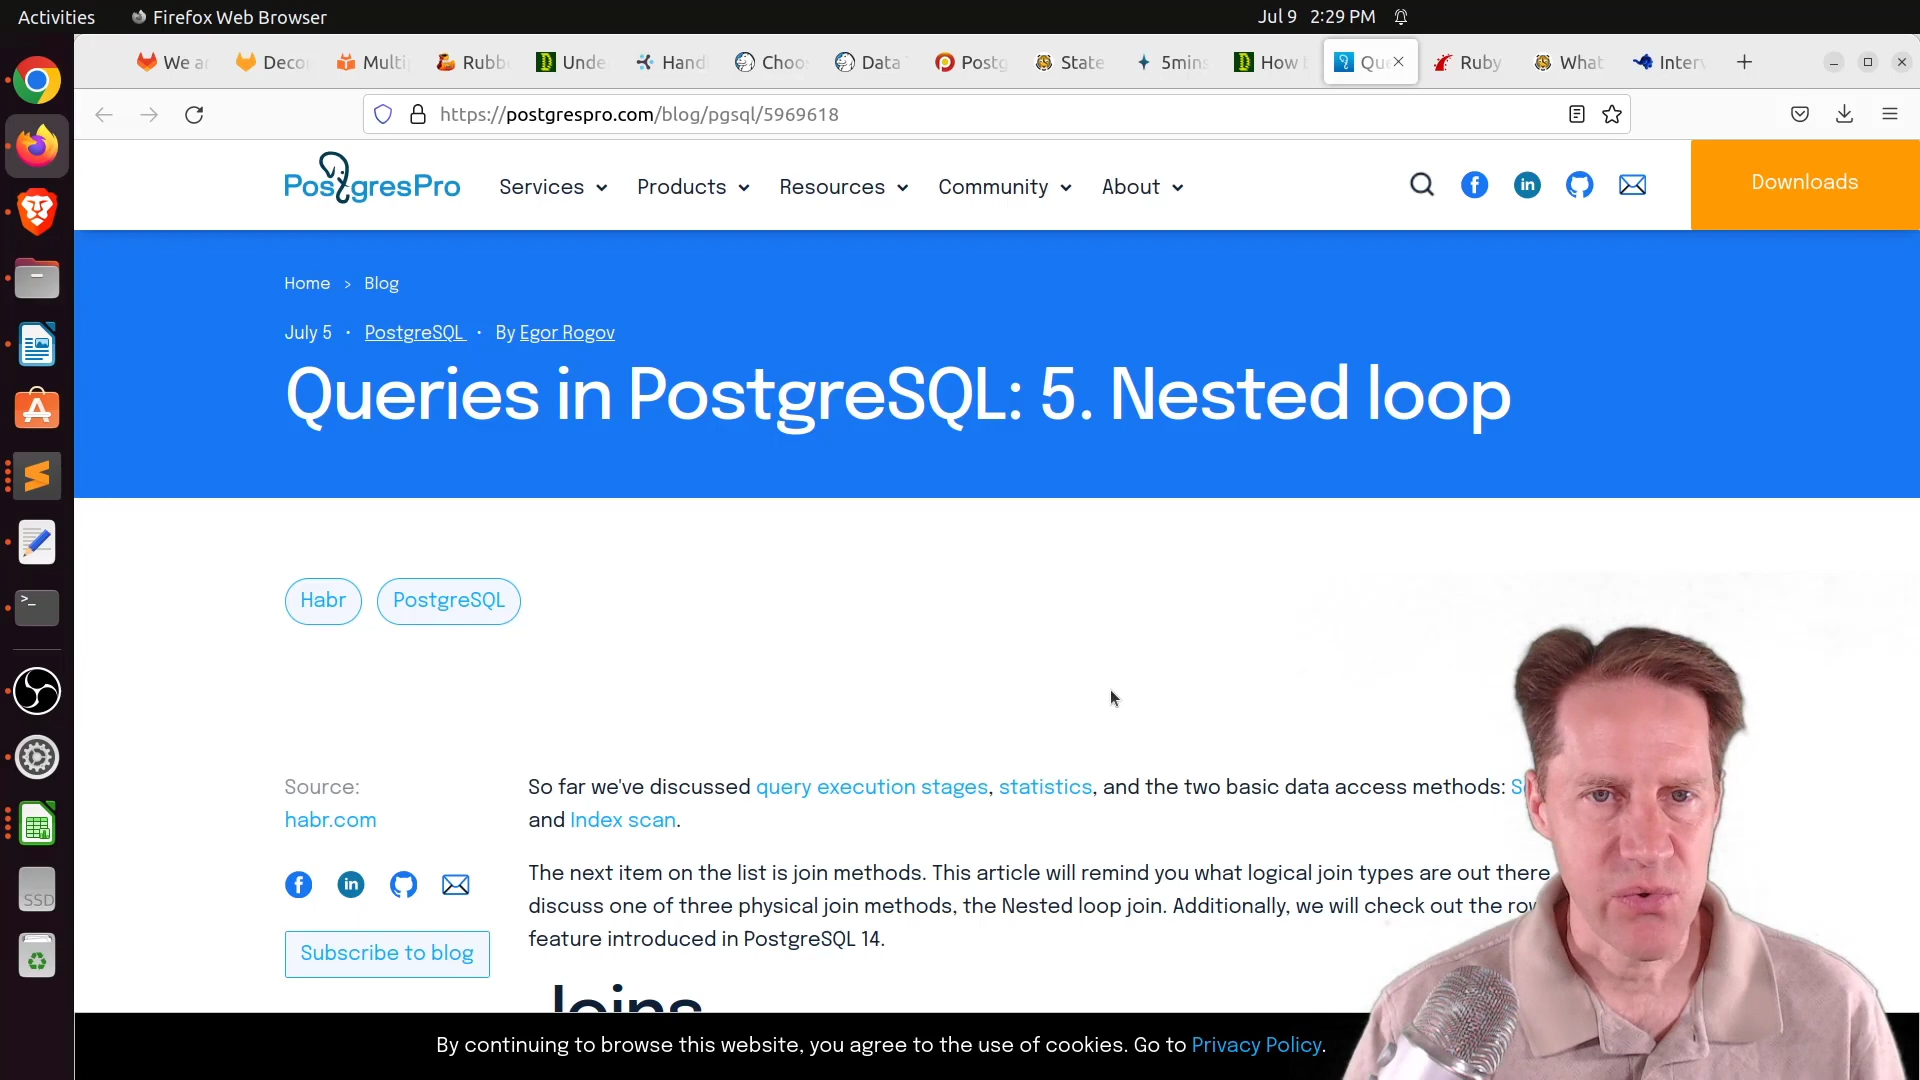 Activities
Firefox Web Browser
Jul 9 2:29 PM
We a
Deco
Multi
Rubb
Unde
Hand
Choo
Data
Postg
State
5min
How
Qu
Ruby
What
Inter
https://postgrespro.com/blog/pgsql/5969618
PostgresPro
Services
Products
Resources
Community
About
Downloads
Home > Blog
July 5 · PostgreSQL · By Egor Rogov
Queries in PostgreSQL: 5. Nested loop
Habr
PostgreSQL
Source:
habr.com
Subscribe to blog
So far we've discussed query execution stages, statistics, and the two basic data access methods: S
and Index scan.
The next item on the list is join methods. This article will remind you what logical join types are out there
discuss one of three physical join methods, the Nested loop join. Additionally, we will check out the row
feature introduced in PostgreSQL 14.
Joins
By continuing to browse this website, you agree to the use of cookies. Go to Privacy Policy.
SSD